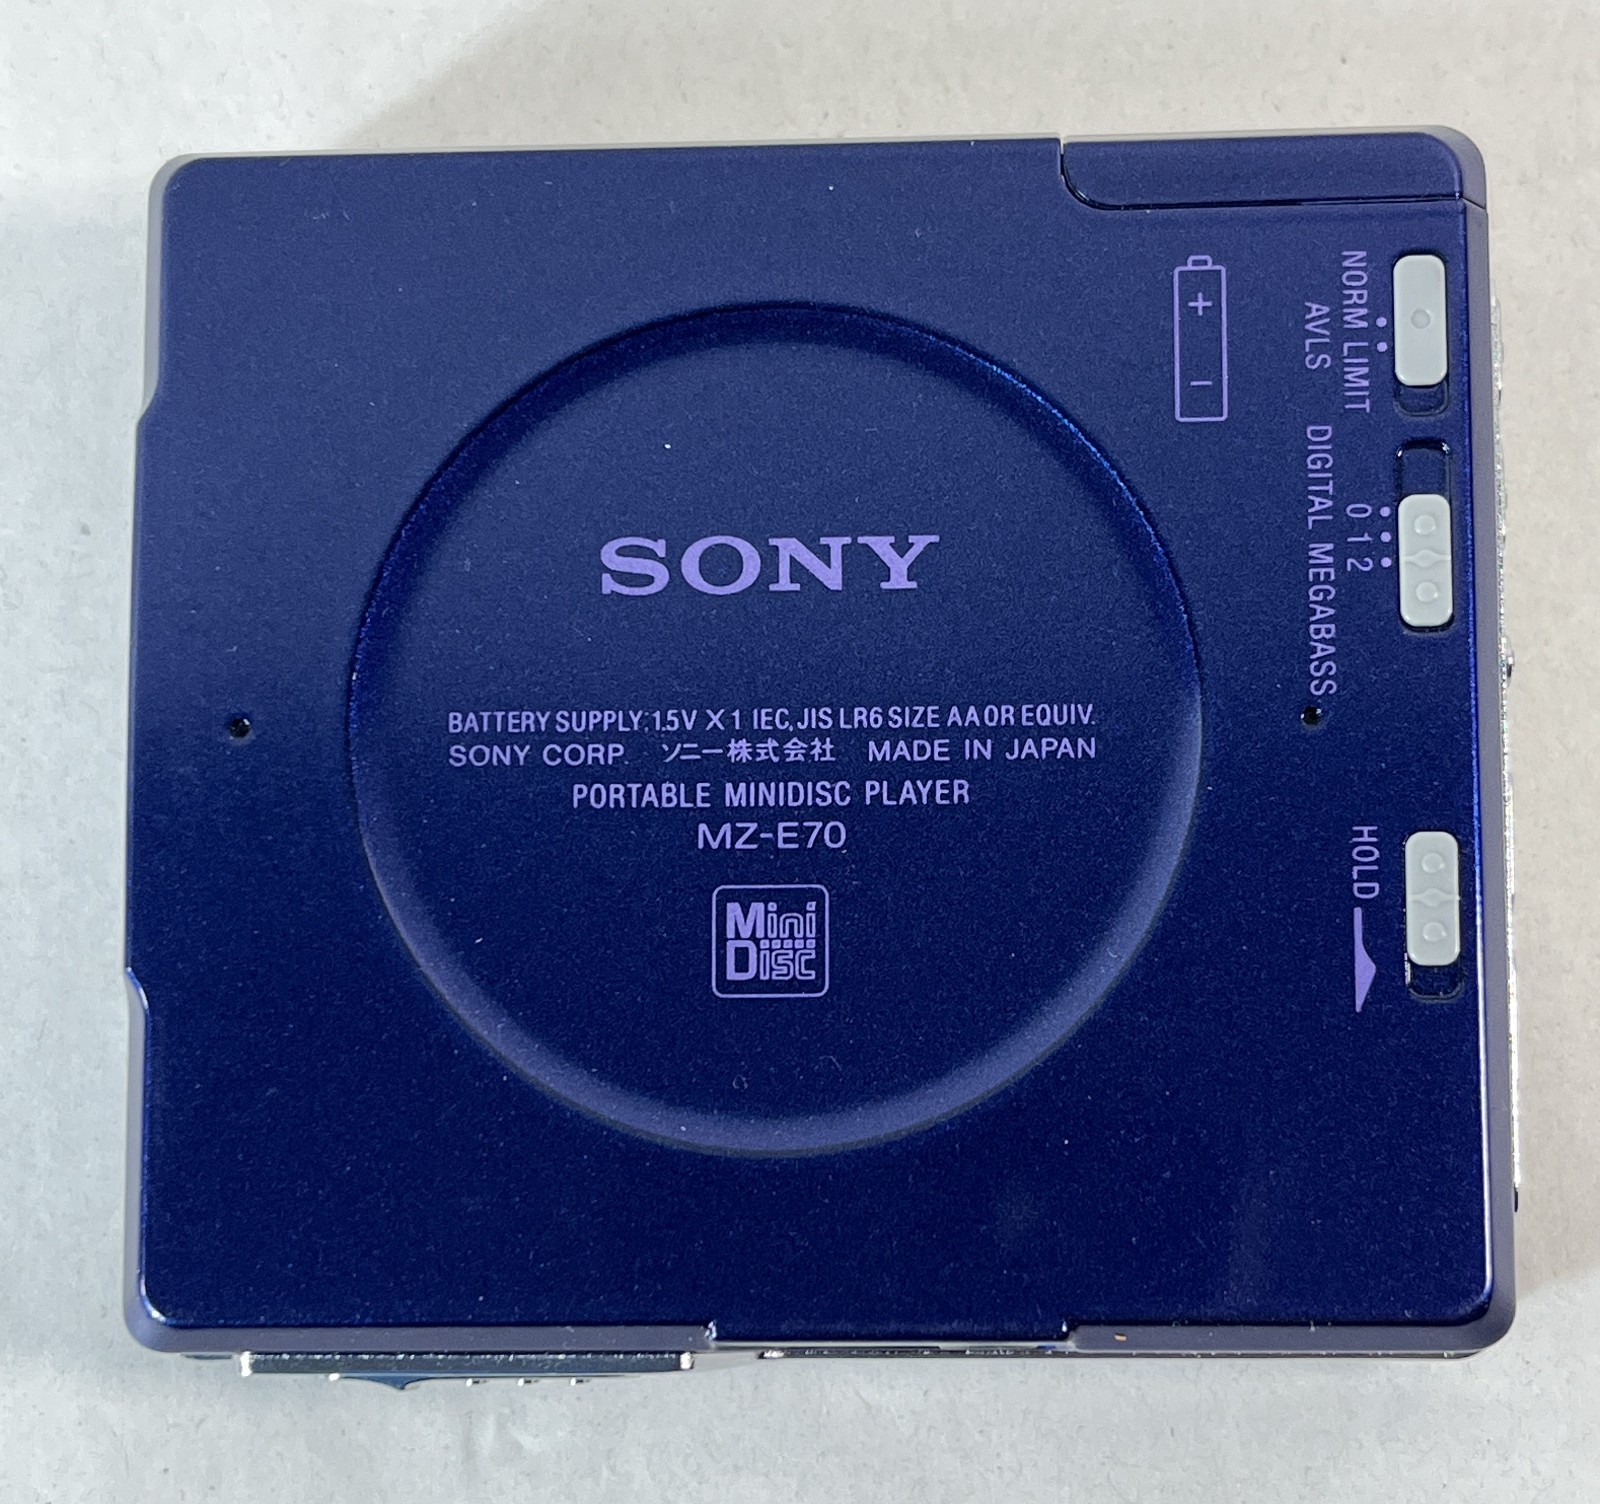 SONY
BATTERY SUPPLY;1.5V X 1 IEC,JIS LR6 SIZE AA OR EQUIV.
SONY CORP. ソニー株式会社 MADE IN JAPAN
PORTABLE MINIDISC PLAYER
MZ-E70
Mini
Disc
+ −
NORM LIMIT
AVLS
0 1 2
DIGITAL MEGABASS
HOLD